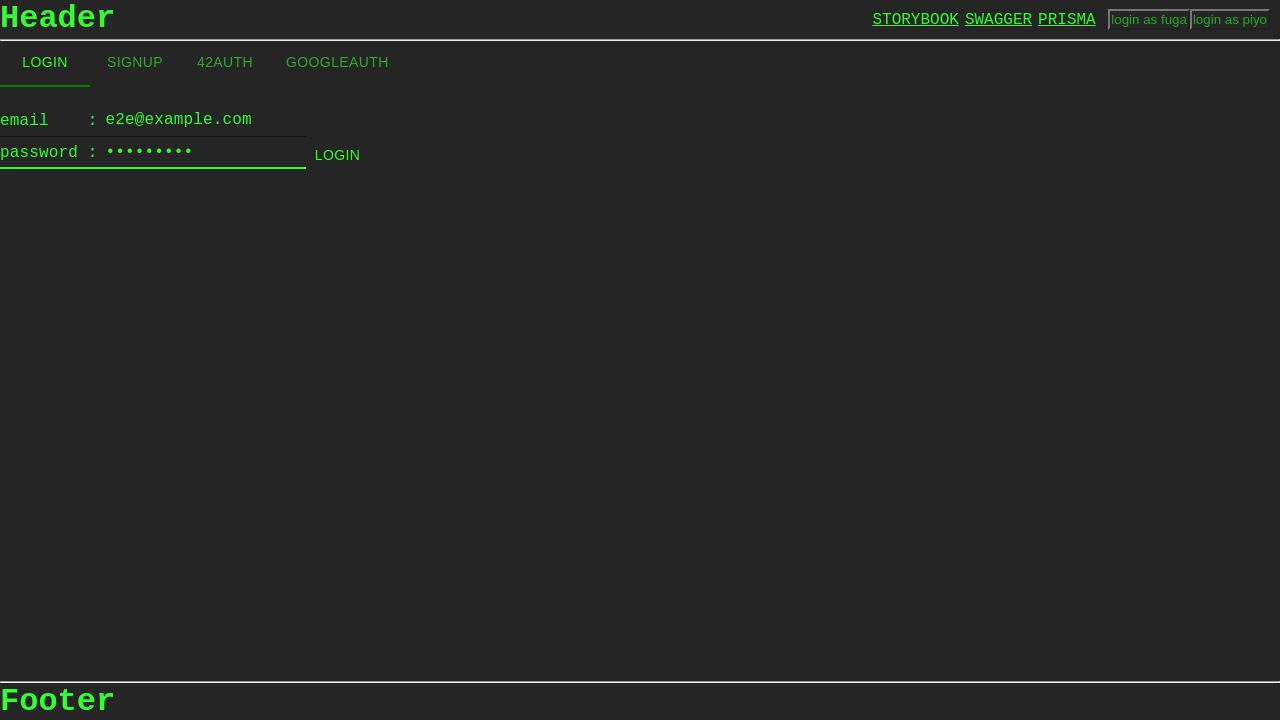 Header STORYBOOK SWAGGER PRISMA login as fuga login as piyo
LOGIN SIGNUP 42AUTH GOOGLEAUTH
email : e2e@example.com
password : •••••••••
LOGIN
Footer